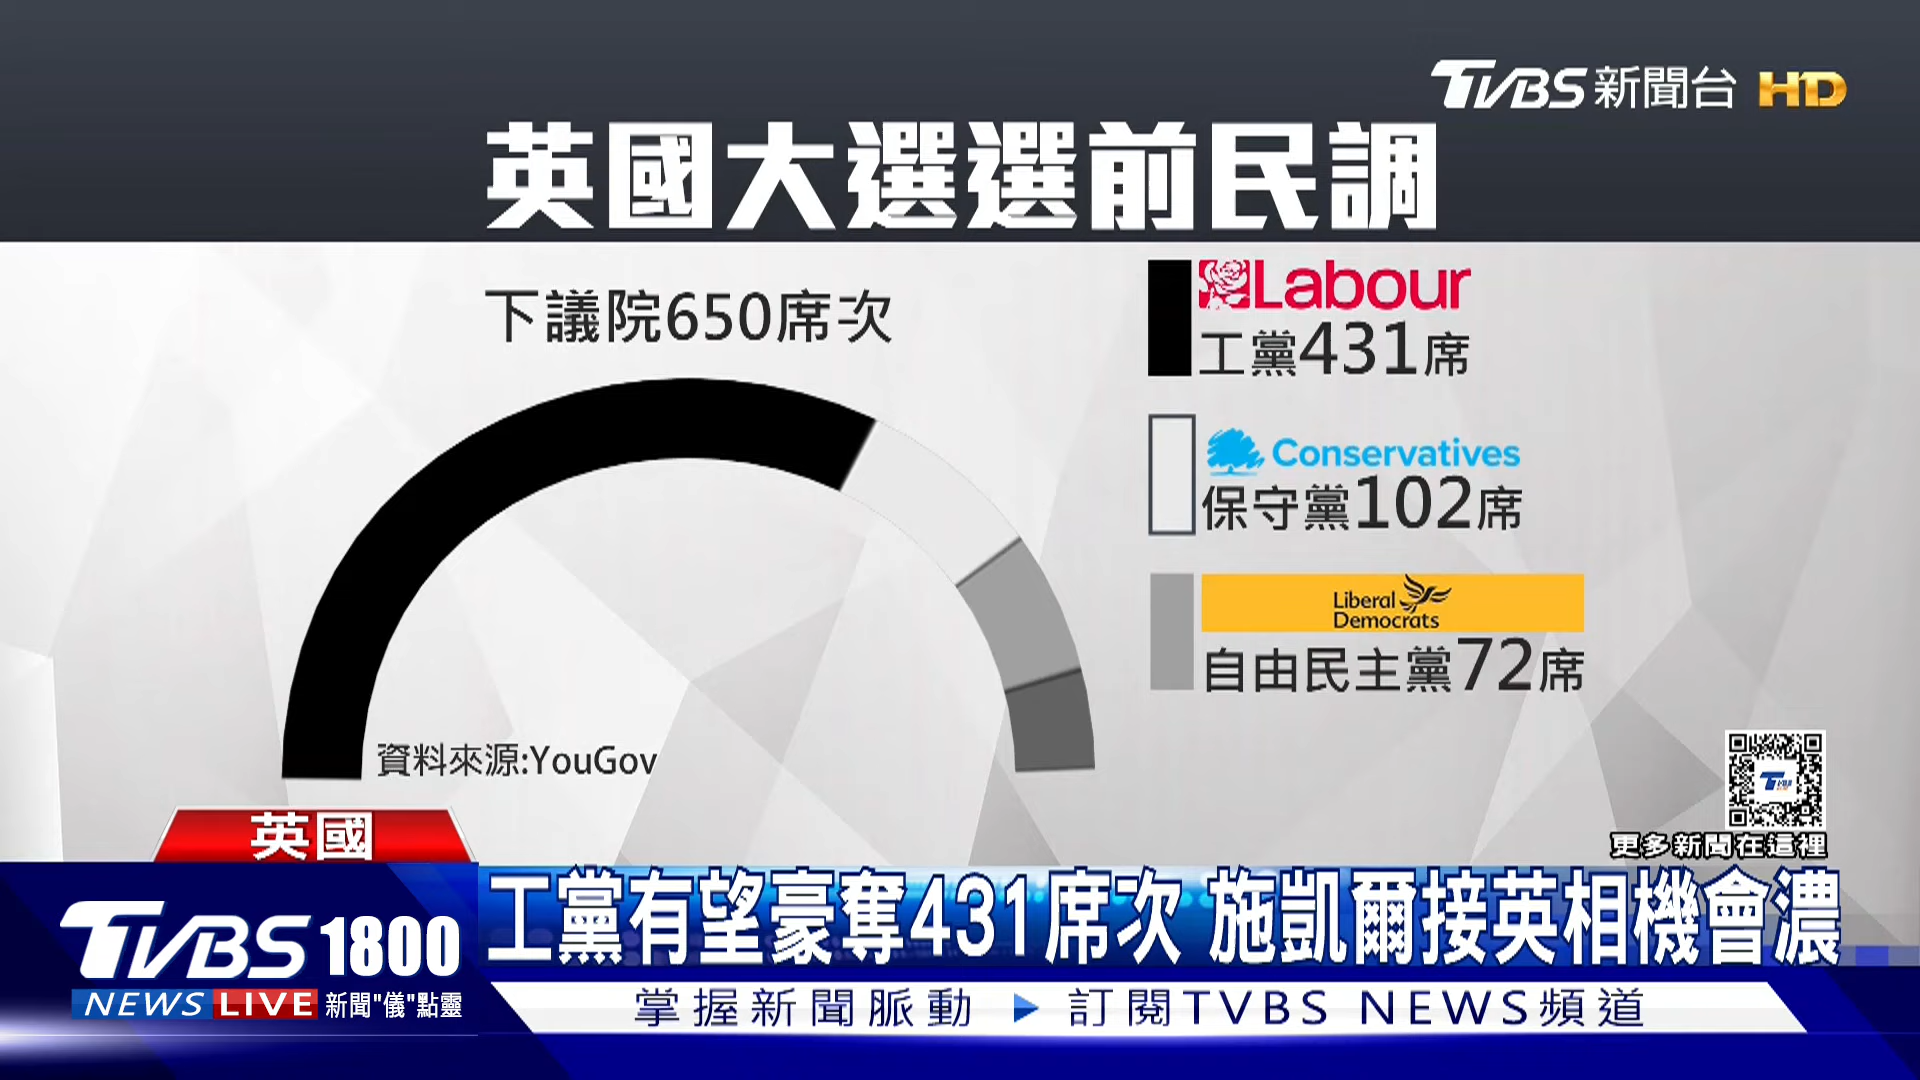 TVBS新聞台 HD
英國大選選前民調
下議院650席次
Labour
工黨431席
Conservatives
保守黨102席
Liberal
Democrats
自由民主黨72席
資料來源:YouGov
更多新聞在這裡
英國
工黨有望豪奪431席次 施凱爾接英相機會濃
TVBS 1800
NEWS LIVE 新聞"儀"點靈
掌握新聞脈動 ▶ 訂閱TVBS NEWS頻道